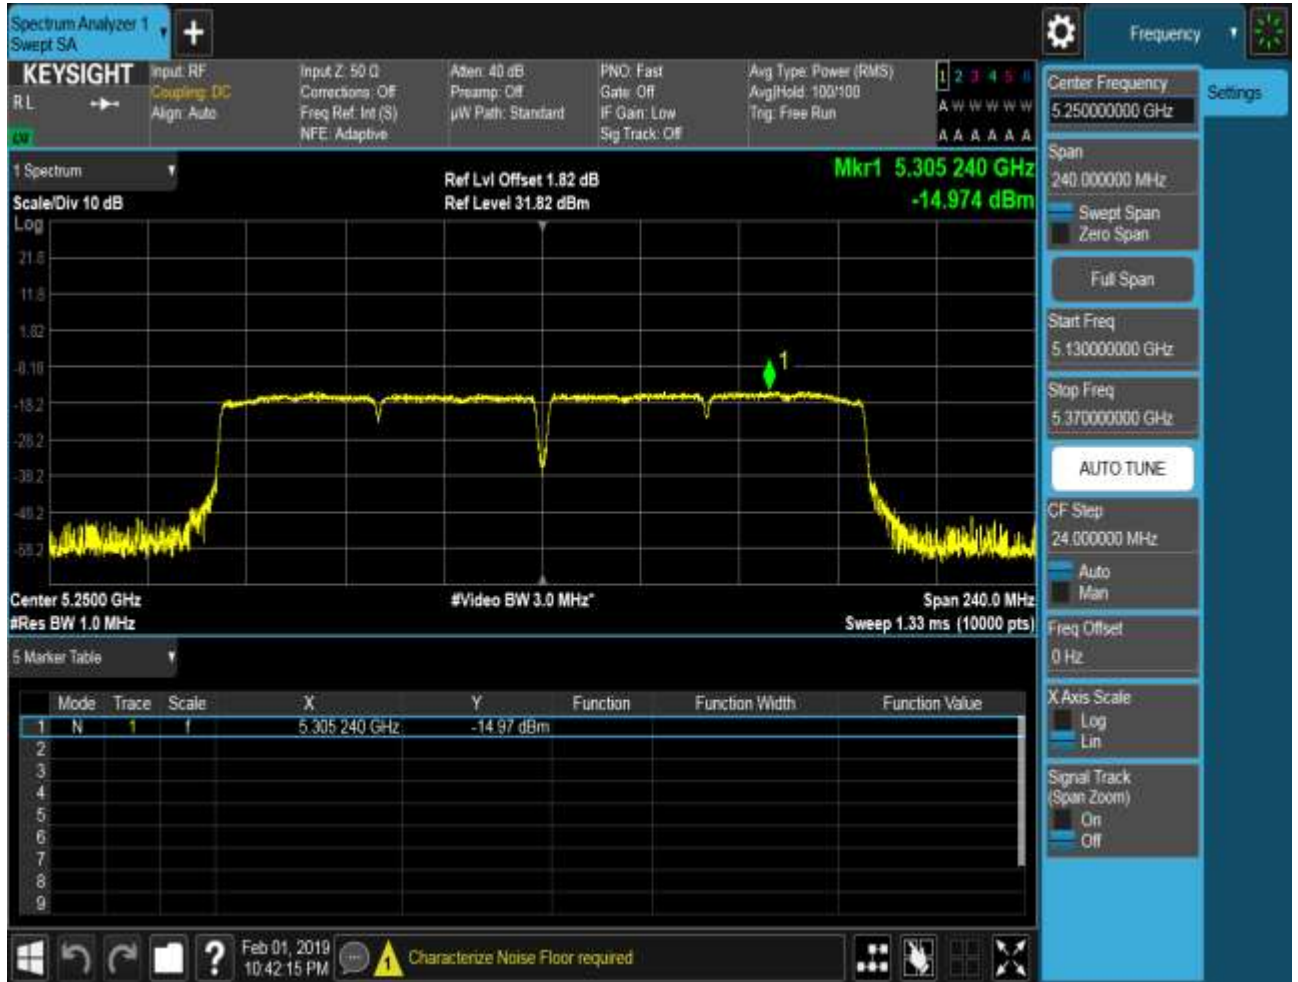 Spectrum Analyzer 1
Swept SA
+
Frequency
KEYSIGHT
RL
Input: RF
Coupling: DC
Align: Auto
Input Z: 50 Ω
Corrections: Off
Freq Ref: Int (S)
NFE: Adaptive
Atten: 40 dB
Preamp: Off
µW Path: Standard
PNO: Fast
Gate: Off
IF Gain: Low
Sig Track: Off
Avg Type: Power (RMS)
Avg|Hold: 100/100
Trig: Free Run
1 2 3 4 5 6
A W W W W W
A A A A A A
1 Spectrum
Scale/Div 10 dB
Ref Lvl Offset 1.82 dB
Ref Level 31.82 dBm
Mkr1 5.305 240 GHz
-14.974 dBm
Log
21.8
11.8
1.82
-8.18
-18.2
-28.2
-38.2
-48.2
-58.2
1
Center 5.2500 GHz
#Res BW 1.0 MHz
#Video BW 3.0 MHz*
Span 240.0 MHz
Sweep 1.33 ms (10000 pts)
5 Marker Table
Mode Trace Scale X Y Function Function Width Function Value
1 N 1 f 5.305 240 GHz -14.97 dBm
2
3
4
5
6
7
8
9
Center Frequency
5.250000000 GHz
Settings
Span
240.000000 MHz
Swept Span
Zero Span
Full Span
Start Freq
5.130000000 GHz
Stop Freq
5.370000000 GHz
AUTO TUNE
CF Step
24.000000 MHz
Auto
Man
Freq Offset
0 Hz
X Axis Scale
Log
Lin
Signal Track
(Span Zoom)
On
Off
?
Feb 01, 2019
10:42:15 PM
1
Characterize Noise Floor required